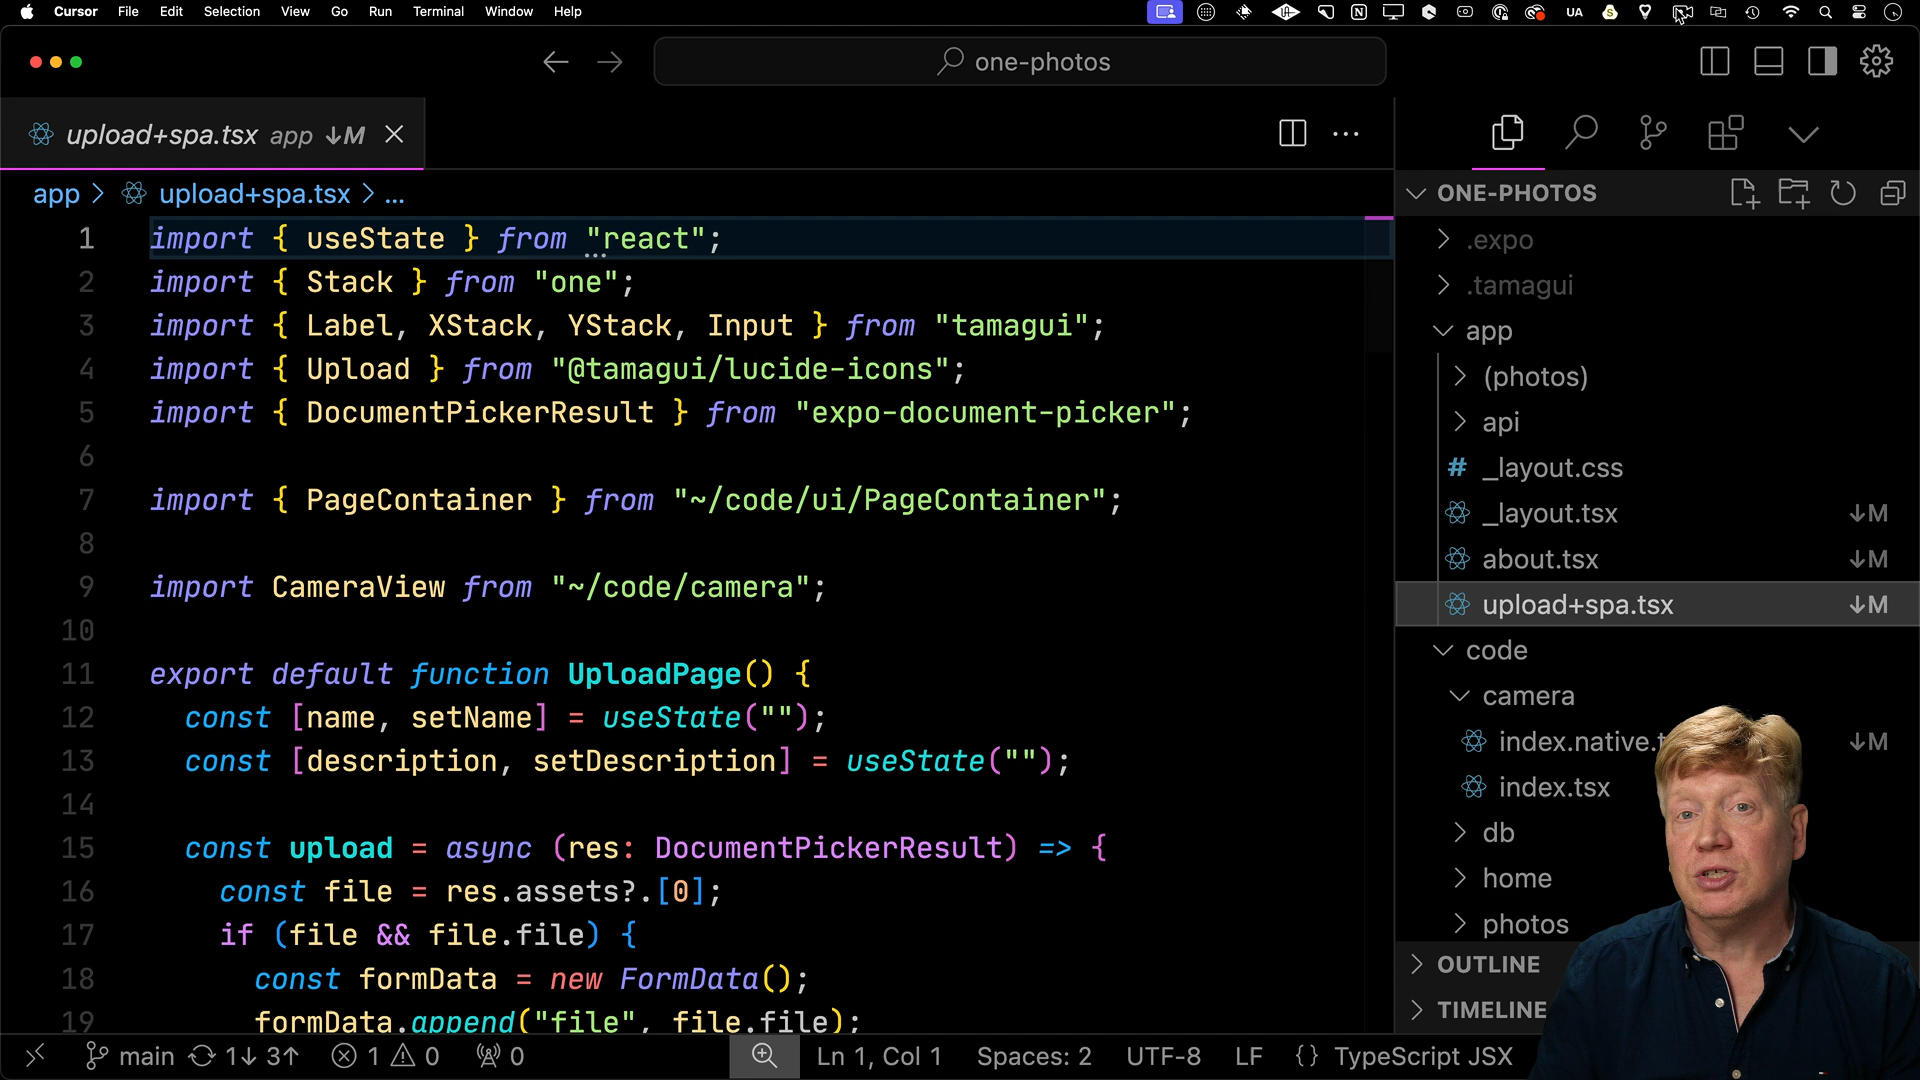 Cursor File Edit Selection View Go Run Terminal Window Help UA
one-photos
upload+spa.tsx app ↓M
app > upload+spa.tsx > ...
1 import { useState } from "react";
2 import { Stack } from "one";
3 import { Label, XStack, YStack, Input } from "tamagui";
4 import { Upload } from "@tamagui/lucide-icons";
5 import { DocumentPickerResult } from "expo-document-picker";
6
7 import { PageContainer } from "~/code/ui/PageContainer";
8
9 import CameraView from "~/code/camera";
10
11 export default function UploadPage() {
12 const [name, setName] = useState("");
13 const [description, setDescription] = useState("");
14
15 const upload = async (res: DocumentPickerResult) => {
16 const file = res.assets?.[0];
17 if (file && file.file) {
18 const formData = new FormData();
19 formData.append("file", file.file);
ONE-PHOTOS
.expo
.tamagui
app
(photos)
api
# _layout.css
_layout.tsx ↓M
about.tsx ↓M
upload+spa.tsx ↓M
code
camera
index.native.t ↓M
index.tsx
db
home
photos
OUTLINE
TIMELINE
main 1↓ 3↑ 1 0 0 Ln 1, Col 1 Spaces: 2 UTF-8 LF {} TypeScript JSX